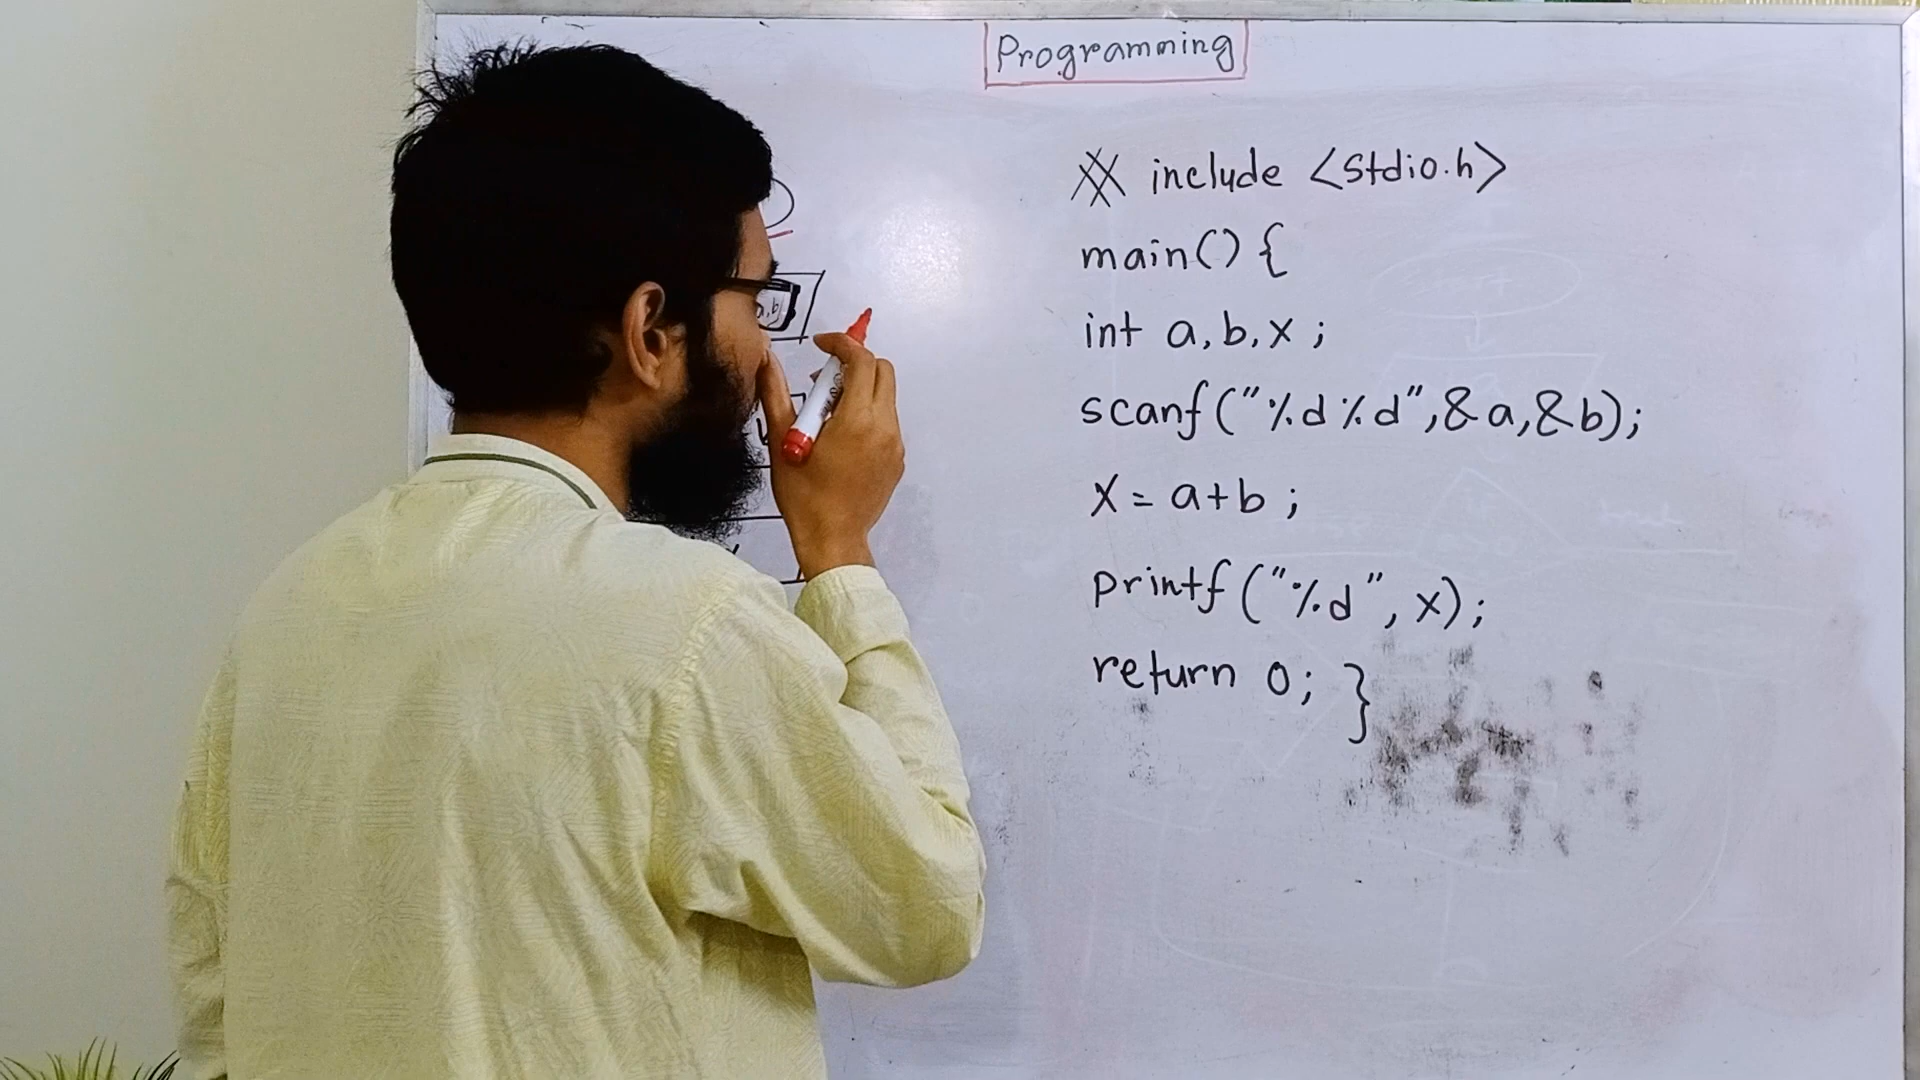 Programming
a,b
# include <stdio.h>
main() {
int a, b, x ;
scanf ("%d %d", &a, &b);
x = a+b ;
printf ("%d", x);
return 0; }